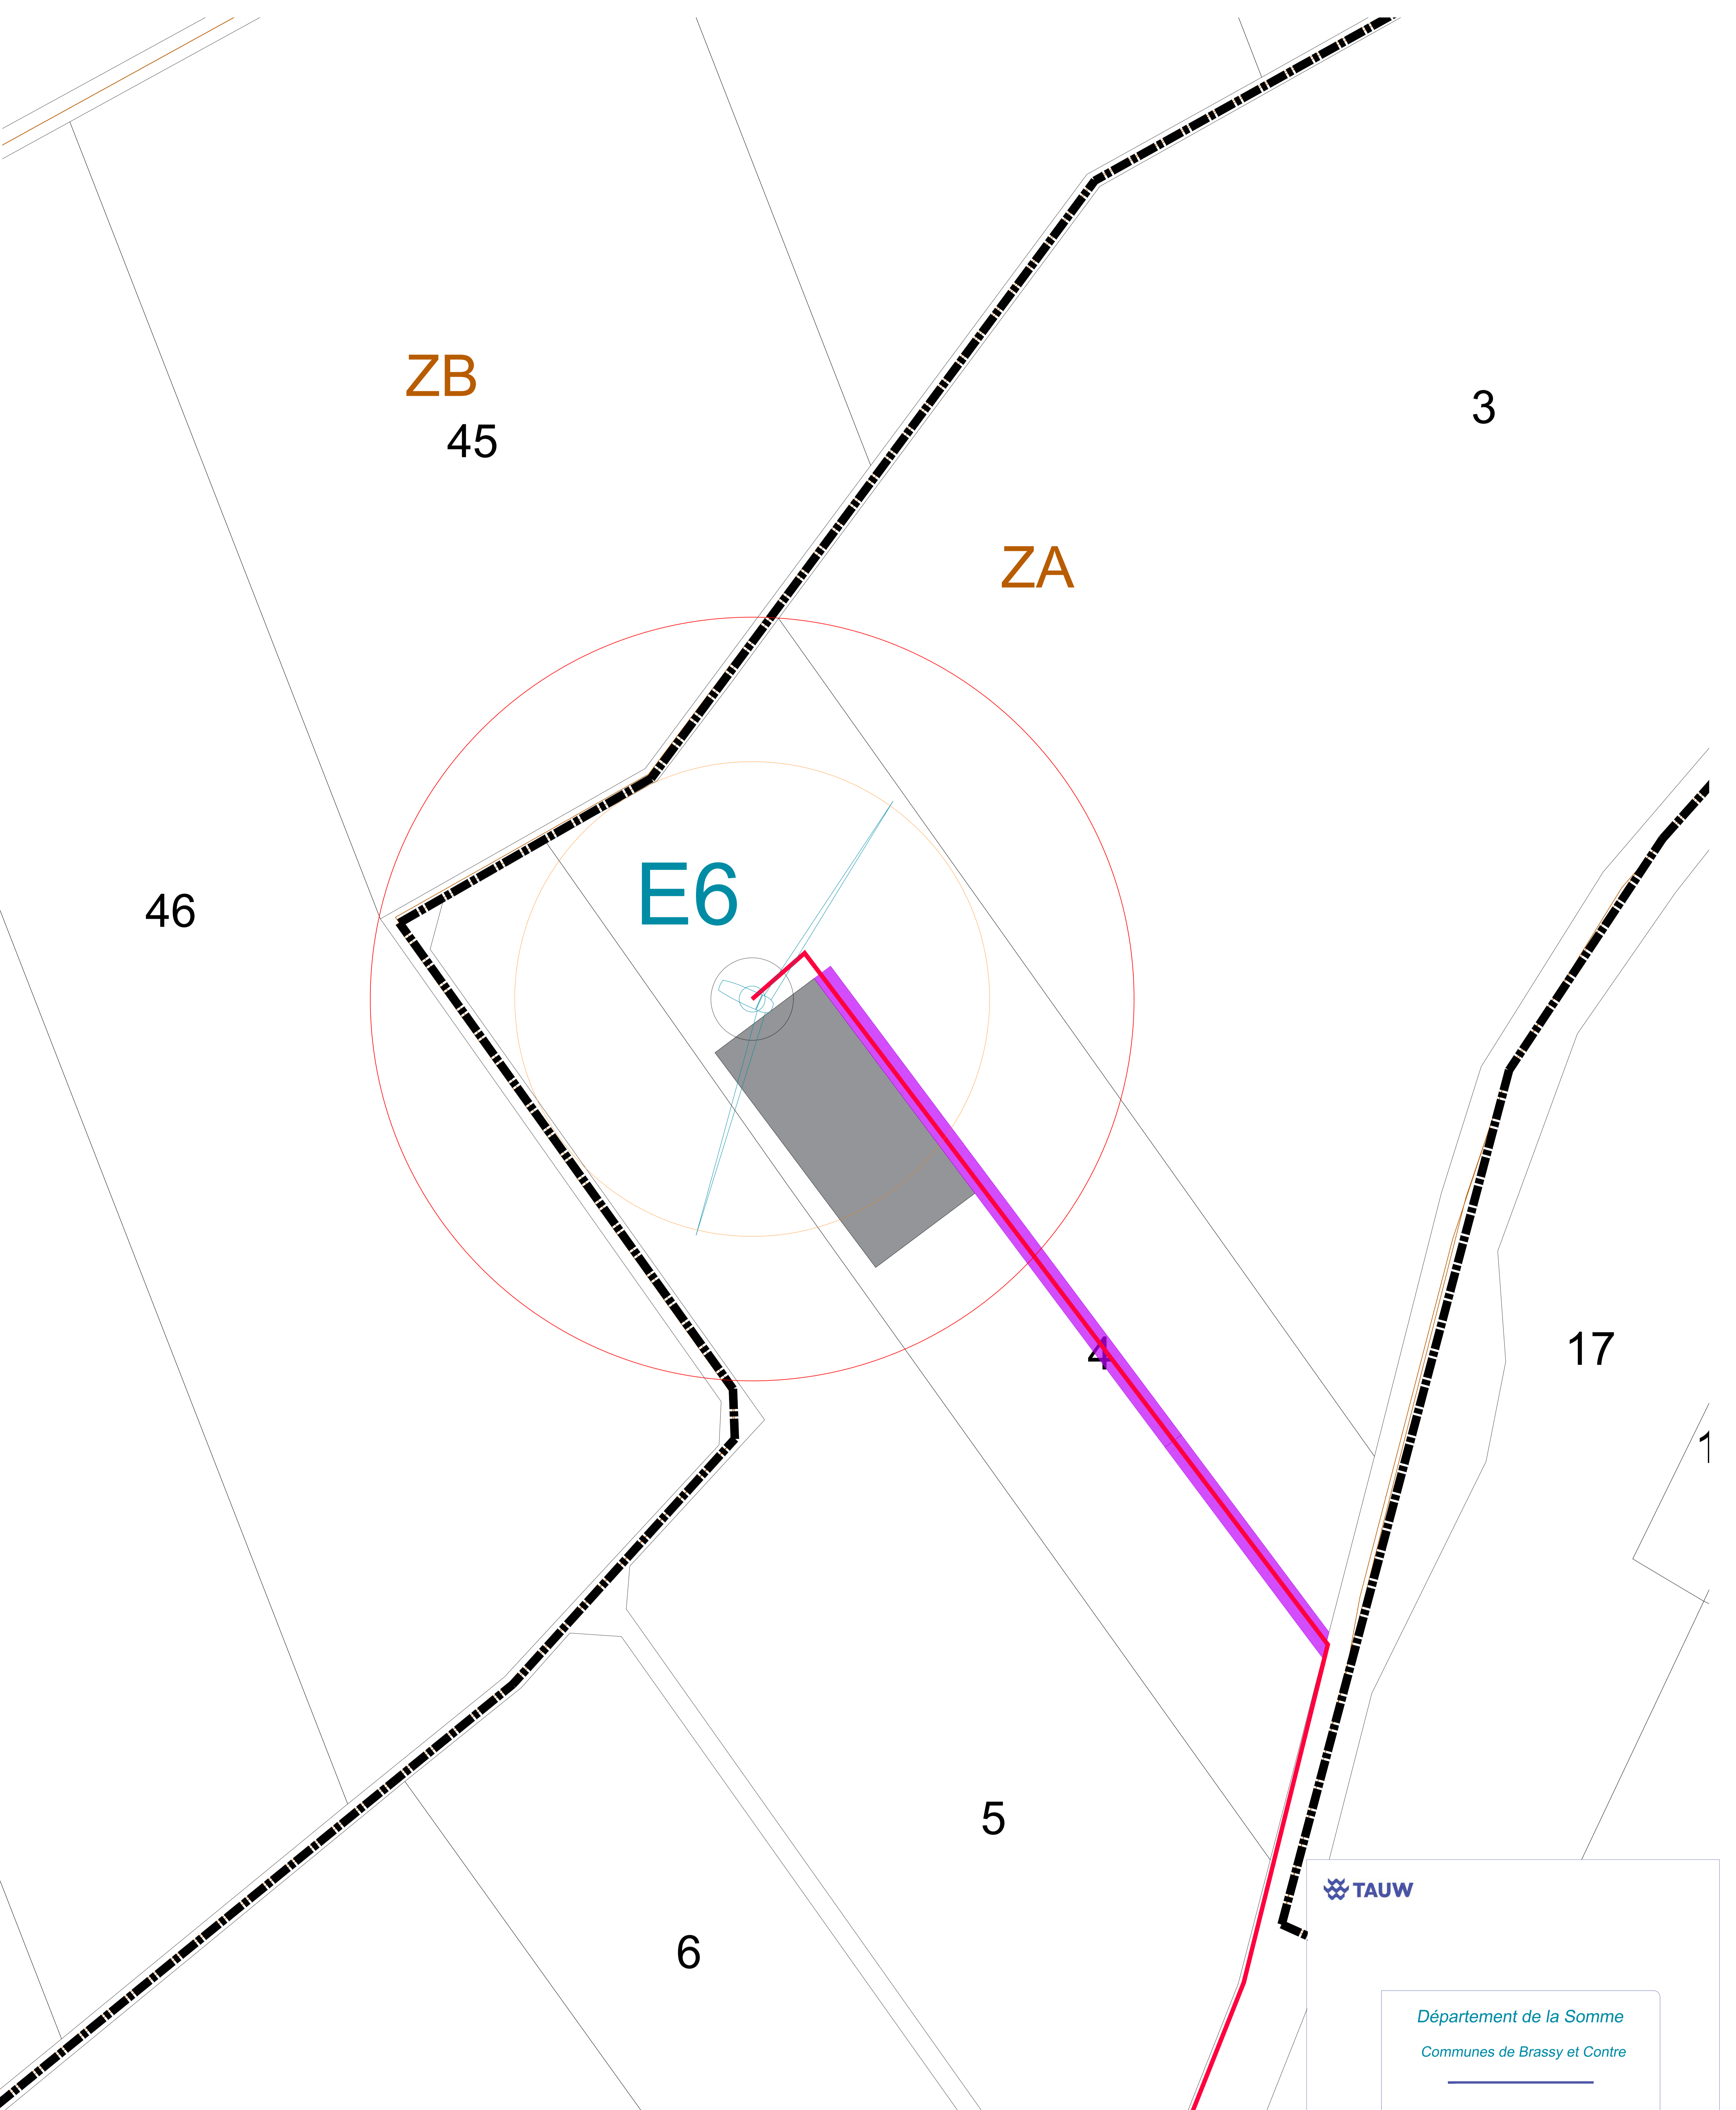 ZB
45
3
ZA
E6
46
4
17
1
5
6
TAUW
Département de la Somme
Communes de Brassy et Contre